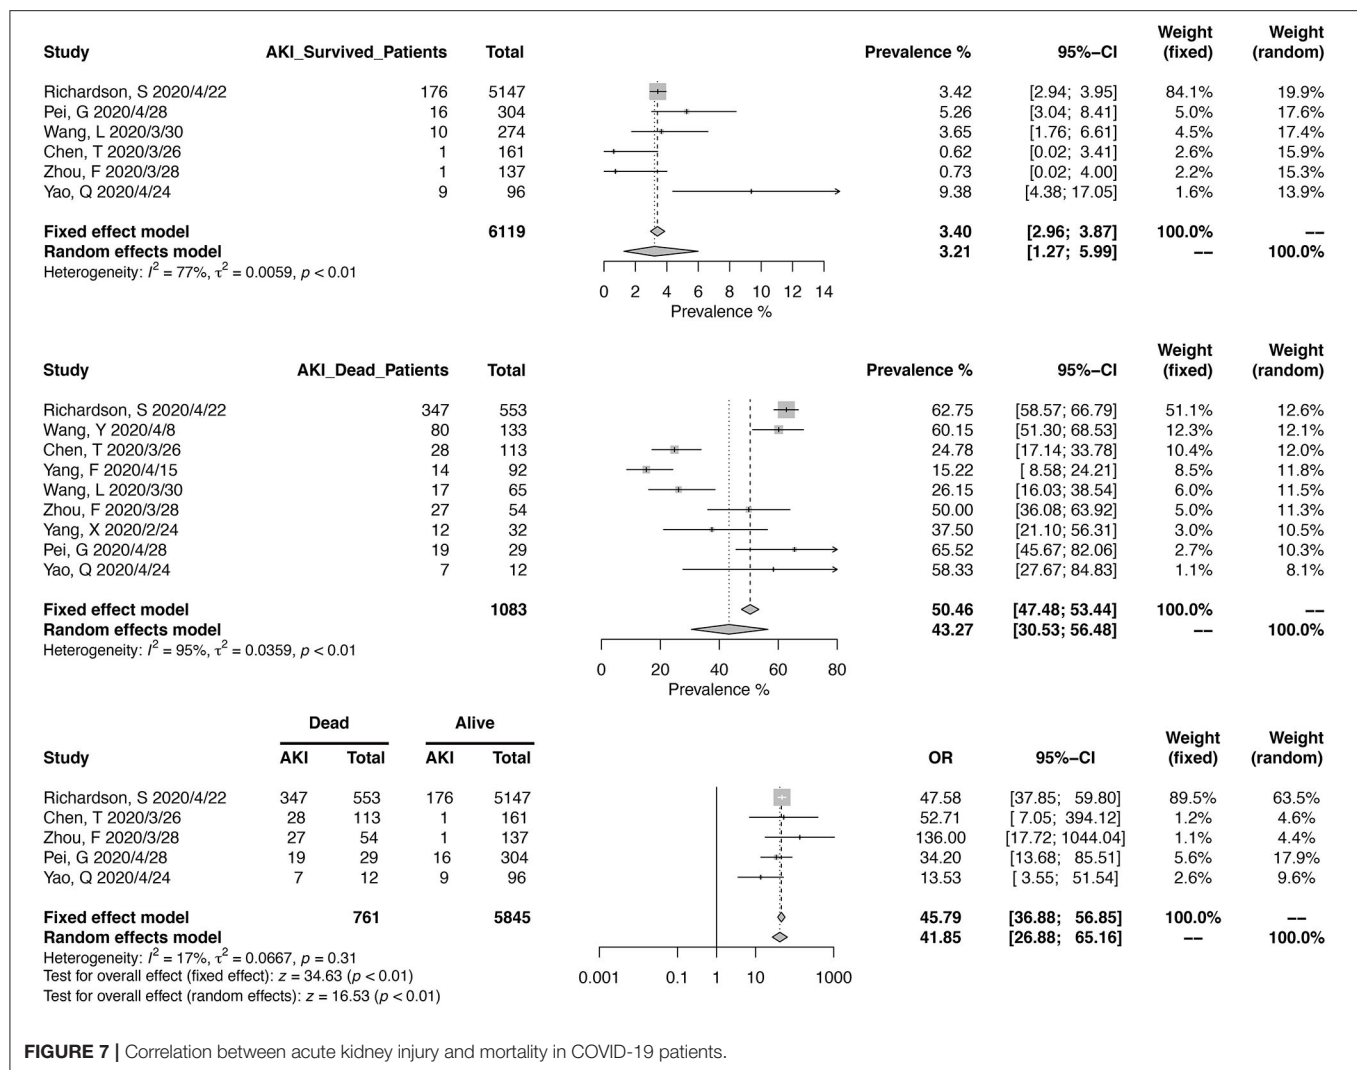 Study AKI_Survived_Patients Total Prevalence % 95%−CI Weight (fixed) Weight (random)
Richardson, S 2020/4/22 176 5147 3.42 [2.94; 3.95] 84.1% 19.9%
Pei, G 2020/4/28 16 304 5.26 [3.04; 8.41] 5.0% 17.6%
Wang, L 2020/3/30 10 274 3.65 [1.76; 6.61] 4.5% 17.4%
Chen, T 2020/3/26 1 161 0.62 [0.02; 3.41] 2.6% 15.9%
Zhou, F 2020/3/28 1 137 0.73 [0.02; 4.00] 2.2% 15.3%
Yao, Q 2020/4/24 9 96 9.38 [4.38; 17.05] 1.6% 13.9%
Fixed effect model 6119 3.40 [2.96; 3.87] 100.0% −−
Random effects model 3.21 [1.27; 5.99] −− 100.0%
Heterogeneity: I² = 77%, τ² = 0.0059, p < 0.01
0 2 4 6 8 10 12 14
Prevalence %
Study AKI_Dead_Patients Total Prevalence % 95%−CI Weight (fixed) Weight (random)
Richardson, S 2020/4/22 347 553 62.75 [58.57; 66.79] 51.1% 12.6%
Wang, Y 2020/4/8 80 133 60.15 [51.30; 68.53] 12.3% 12.1%
Chen, T 2020/3/26 28 113 24.78 [17.14; 33.78] 10.4% 12.0%
Yang, F 2020/4/15 14 92 15.22 [ 8.58; 24.21] 8.5% 11.8%
Wang, L 2020/3/30 17 65 26.15 [16.03; 38.54] 6.0% 11.5%
Zhou, F 2020/3/28 27 54 50.00 [36.08; 63.92] 5.0% 11.3%
Yang, X 2020/2/24 12 32 37.50 [21.10; 56.31] 3.0% 10.5%
Pei, G 2020/4/28 19 29 65.52 [45.67; 82.06] 2.7% 10.3%
Yao, Q 2020/4/24 7 12 58.33 [27.67; 84.83] 1.1% 8.1%
Fixed effect model 1083 50.46 [47.48; 53.44] 100.0% −−
Random effects model 43.27 [30.53; 56.48] −− 100.0%
Heterogeneity: I² = 95%, τ² = 0.0359, p < 0.01
0 20 40 60 80
Prevalence %
Dead Alive
Study AKI Total AKI Total OR 95%−CI Weight (fixed) Weight (random)
Richardson, S 2020/4/22 347 553 176 5147 47.58 [37.85; 59.80] 89.5% 63.5%
Chen, T 2020/3/26 28 113 1 161 52.71 [ 7.05; 394.12] 1.2% 4.6%
Zhou, F 2020/3/28 27 54 1 137 136.00 [17.72; 1044.04] 1.1% 4.4%
Pei, G 2020/4/28 19 29 16 304 34.20 [13.68; 85.51] 5.6% 17.9%
Yao, Q 2020/4/24 7 12 9 96 13.53 [ 3.55; 51.54] 2.6% 9.6%
Fixed effect model 761 5845 45.79 [36.88; 56.85] 100.0% −−
Random effects model 41.85 [26.88; 65.16] −− 100.0%
Heterogeneity: I² = 17%, τ² = 0.0667, p = 0.31
Test for overall effect (fixed effect): z = 34.63 (p < 0.01)
Test for overall effect (random effects): z = 16.53 (p < 0.01)
0.001 0.1 1 10 1000
FIGURE 7 | Correlation between acute kidney injury and mortality in COVID-19 patients.